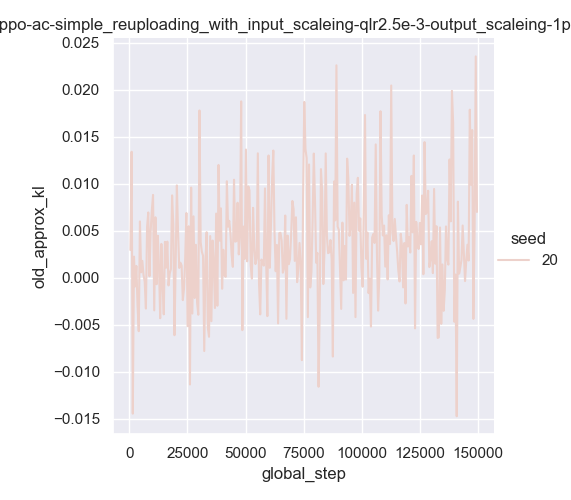 ppo-ac-simple_reuploading_with_input_scaleing-qlr2.5e-3-output_scaleing-1p
0.025
0.020
0.015
0.010
0.005
0.000
−0.005
−0.010
−0.015
old_approx_kl
0 25000 50000 75000 100000 125000 150000
global_step
seed
20